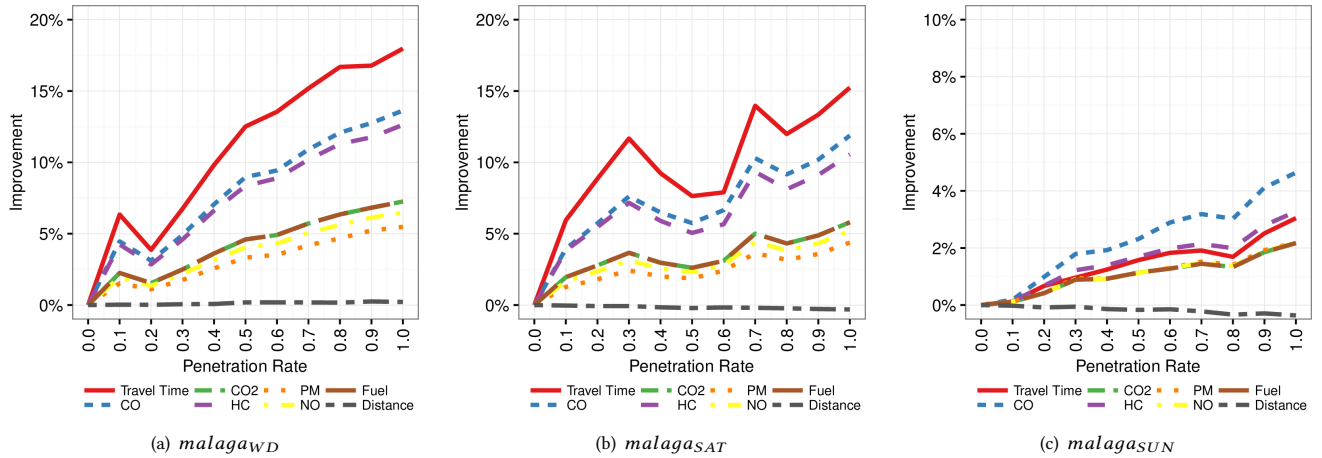 20%
15%
10%
5%
0%
Improvement
0.0 0.1 0.2 0.3 0.4 0.5 0.6 0.7 0.8 0.9 1.0
Penetration Rate
Travel Time CO2 PM Fuel
CO HC NO Distance
(a) malagaWD
20%
15%
10%
5%
0%
Improvement
0.0 0.1 0.2 0.3 0.4 0.5 0.6 0.7 0.8 0.9 1.0
Penetration Rate
Travel Time CO2 PM Fuel
CO HC NO Distance
(b) malagaSAT
10%
8%
6%
4%
2%
0%
Improvement
0.0 0.1 0.2 0.3 0.4 0.5 0.6 0.7 0.8 0.9 1.0
Penetration Rate
Travel Time CO2 PM Fuel
CO HC NO Distance
(c) malagaSUN